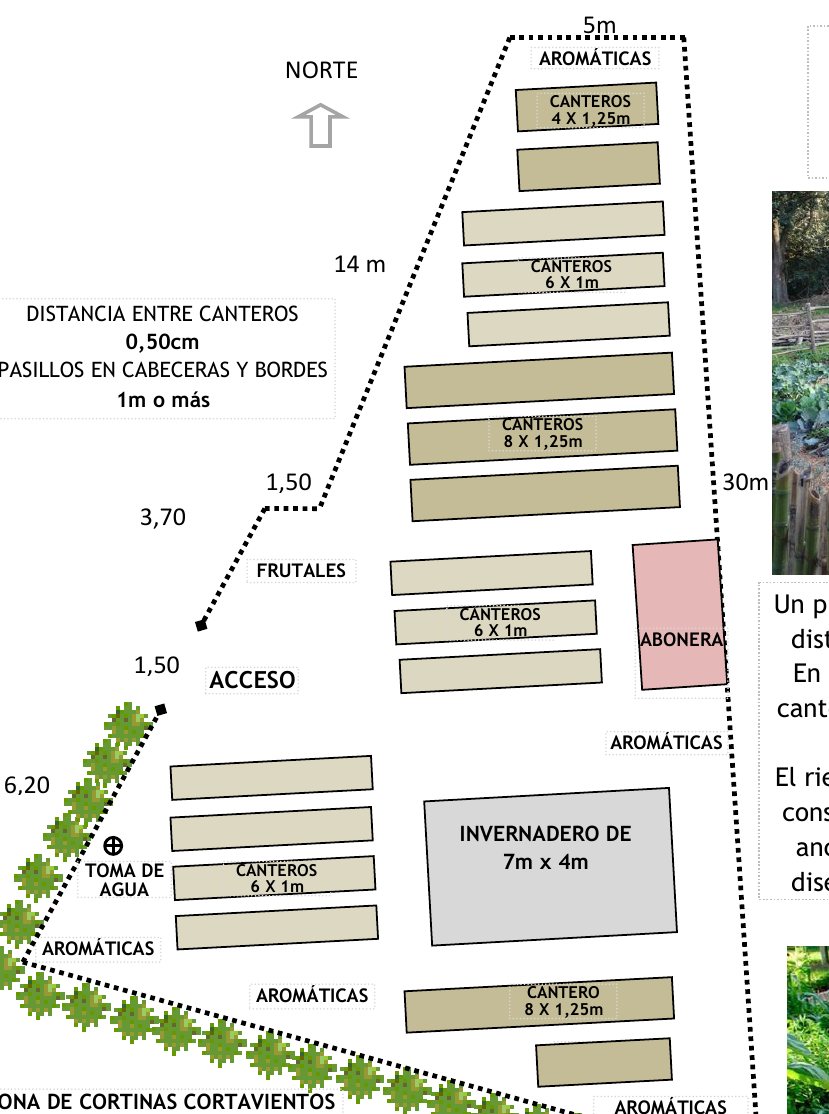 5m
AROMÁTICAS
NORTE
CANTEROS
4 X 1,25m
14 m
CANTEROS
6 X 1m
DISTANCIA ENTRE CANTEROS
0,50cm
PASILLOS EN CABECERAS Y BORDES
1m o más
CANTEROS
8 X 1,25m
1,50
30m
3,70
FRUTALES
CANTEROS
6 X 1m
ABONERA
1,50
ACCESO
AROMÁTICAS
6,20
INVERNADERO DE
7m x 4m
TOMA DE
AGUA
CANTEROS
6 X 1m
AROMÁTICAS
AROMÁTICAS
CANTERO
8 X 1,25m
ONA DE CORTINAS CORTAVIENTOS
AROMÁTICAS
Un p
dist
En
cant
El rie
cons
anc
dise